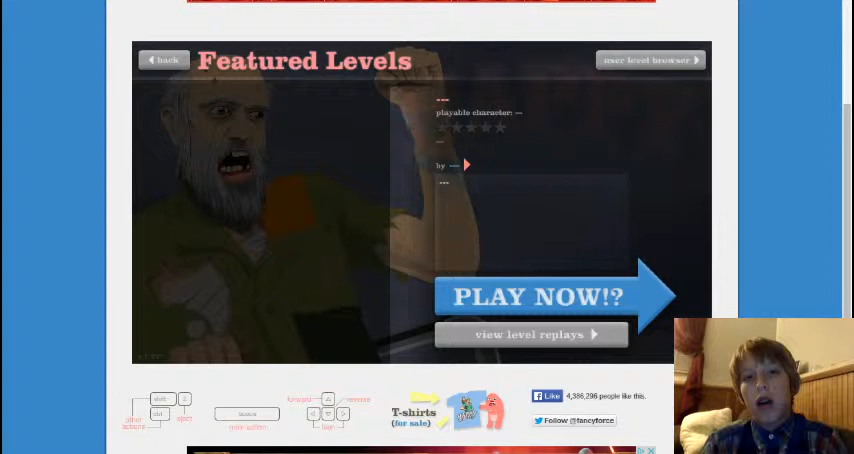 back
Featured Levels
user level browser
---
playable character: ---
by ---
---
PLAY NOW!?
view level replays
shift
Z
ctrl
eject
other
actions
space
main action
forward
reverse
lean
T-shirts
(for sale)
Like
4,386,296 people like this.
Follow @fancyforce